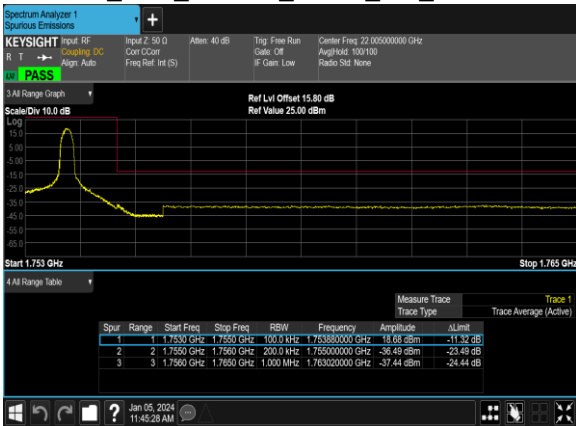 Spectrum Analyzer 1
Spurious Emissions
KEYSIGHT Input: RF Input Z: 50 Ω Atten: 40 dB Trig: Free Run Center Freq: 22.005000000 GHz
R T Coupling: DC Corr CCorr Gate: Off Avg|Hold: 100/100
Align: Auto Freq Ref: Int (S) IF Gain: Low Radio Std: None
PASS
3 All Range Graph
Ref Lvl Offset 15.80 dB
Scale/Div 10.0 dB Ref Value 25.00 dBm
Log
15.0
5.00
-5.00
-15.0
-25.0
-35.0
-45.0
-55.0
-65.0
Start 1.753 GHz Stop 1.765 GHz
4 All Range Table
Measure Trace Trace 1
Trace Type Trace Average (Active)
Spur Range Start Freq Stop Freq RBW Frequency Amplitude ΔLimit
1 1 1.7530 GHz 1.7550 GHz 100.0 kHz 1.753880000 GHz 18.68 dBm -11.32 dB
2 2 1.7550 GHz 1.7560 GHz 200.0 kHz 1.755000000 GHz -36.49 dBm -23.49 dB
3 3 1.7560 GHz 1.7650 GHz 1.000 MHz 1.763020000 GHz -37.44 dBm -24.44 dB
Jan 05, 2024
11:45:28 AM